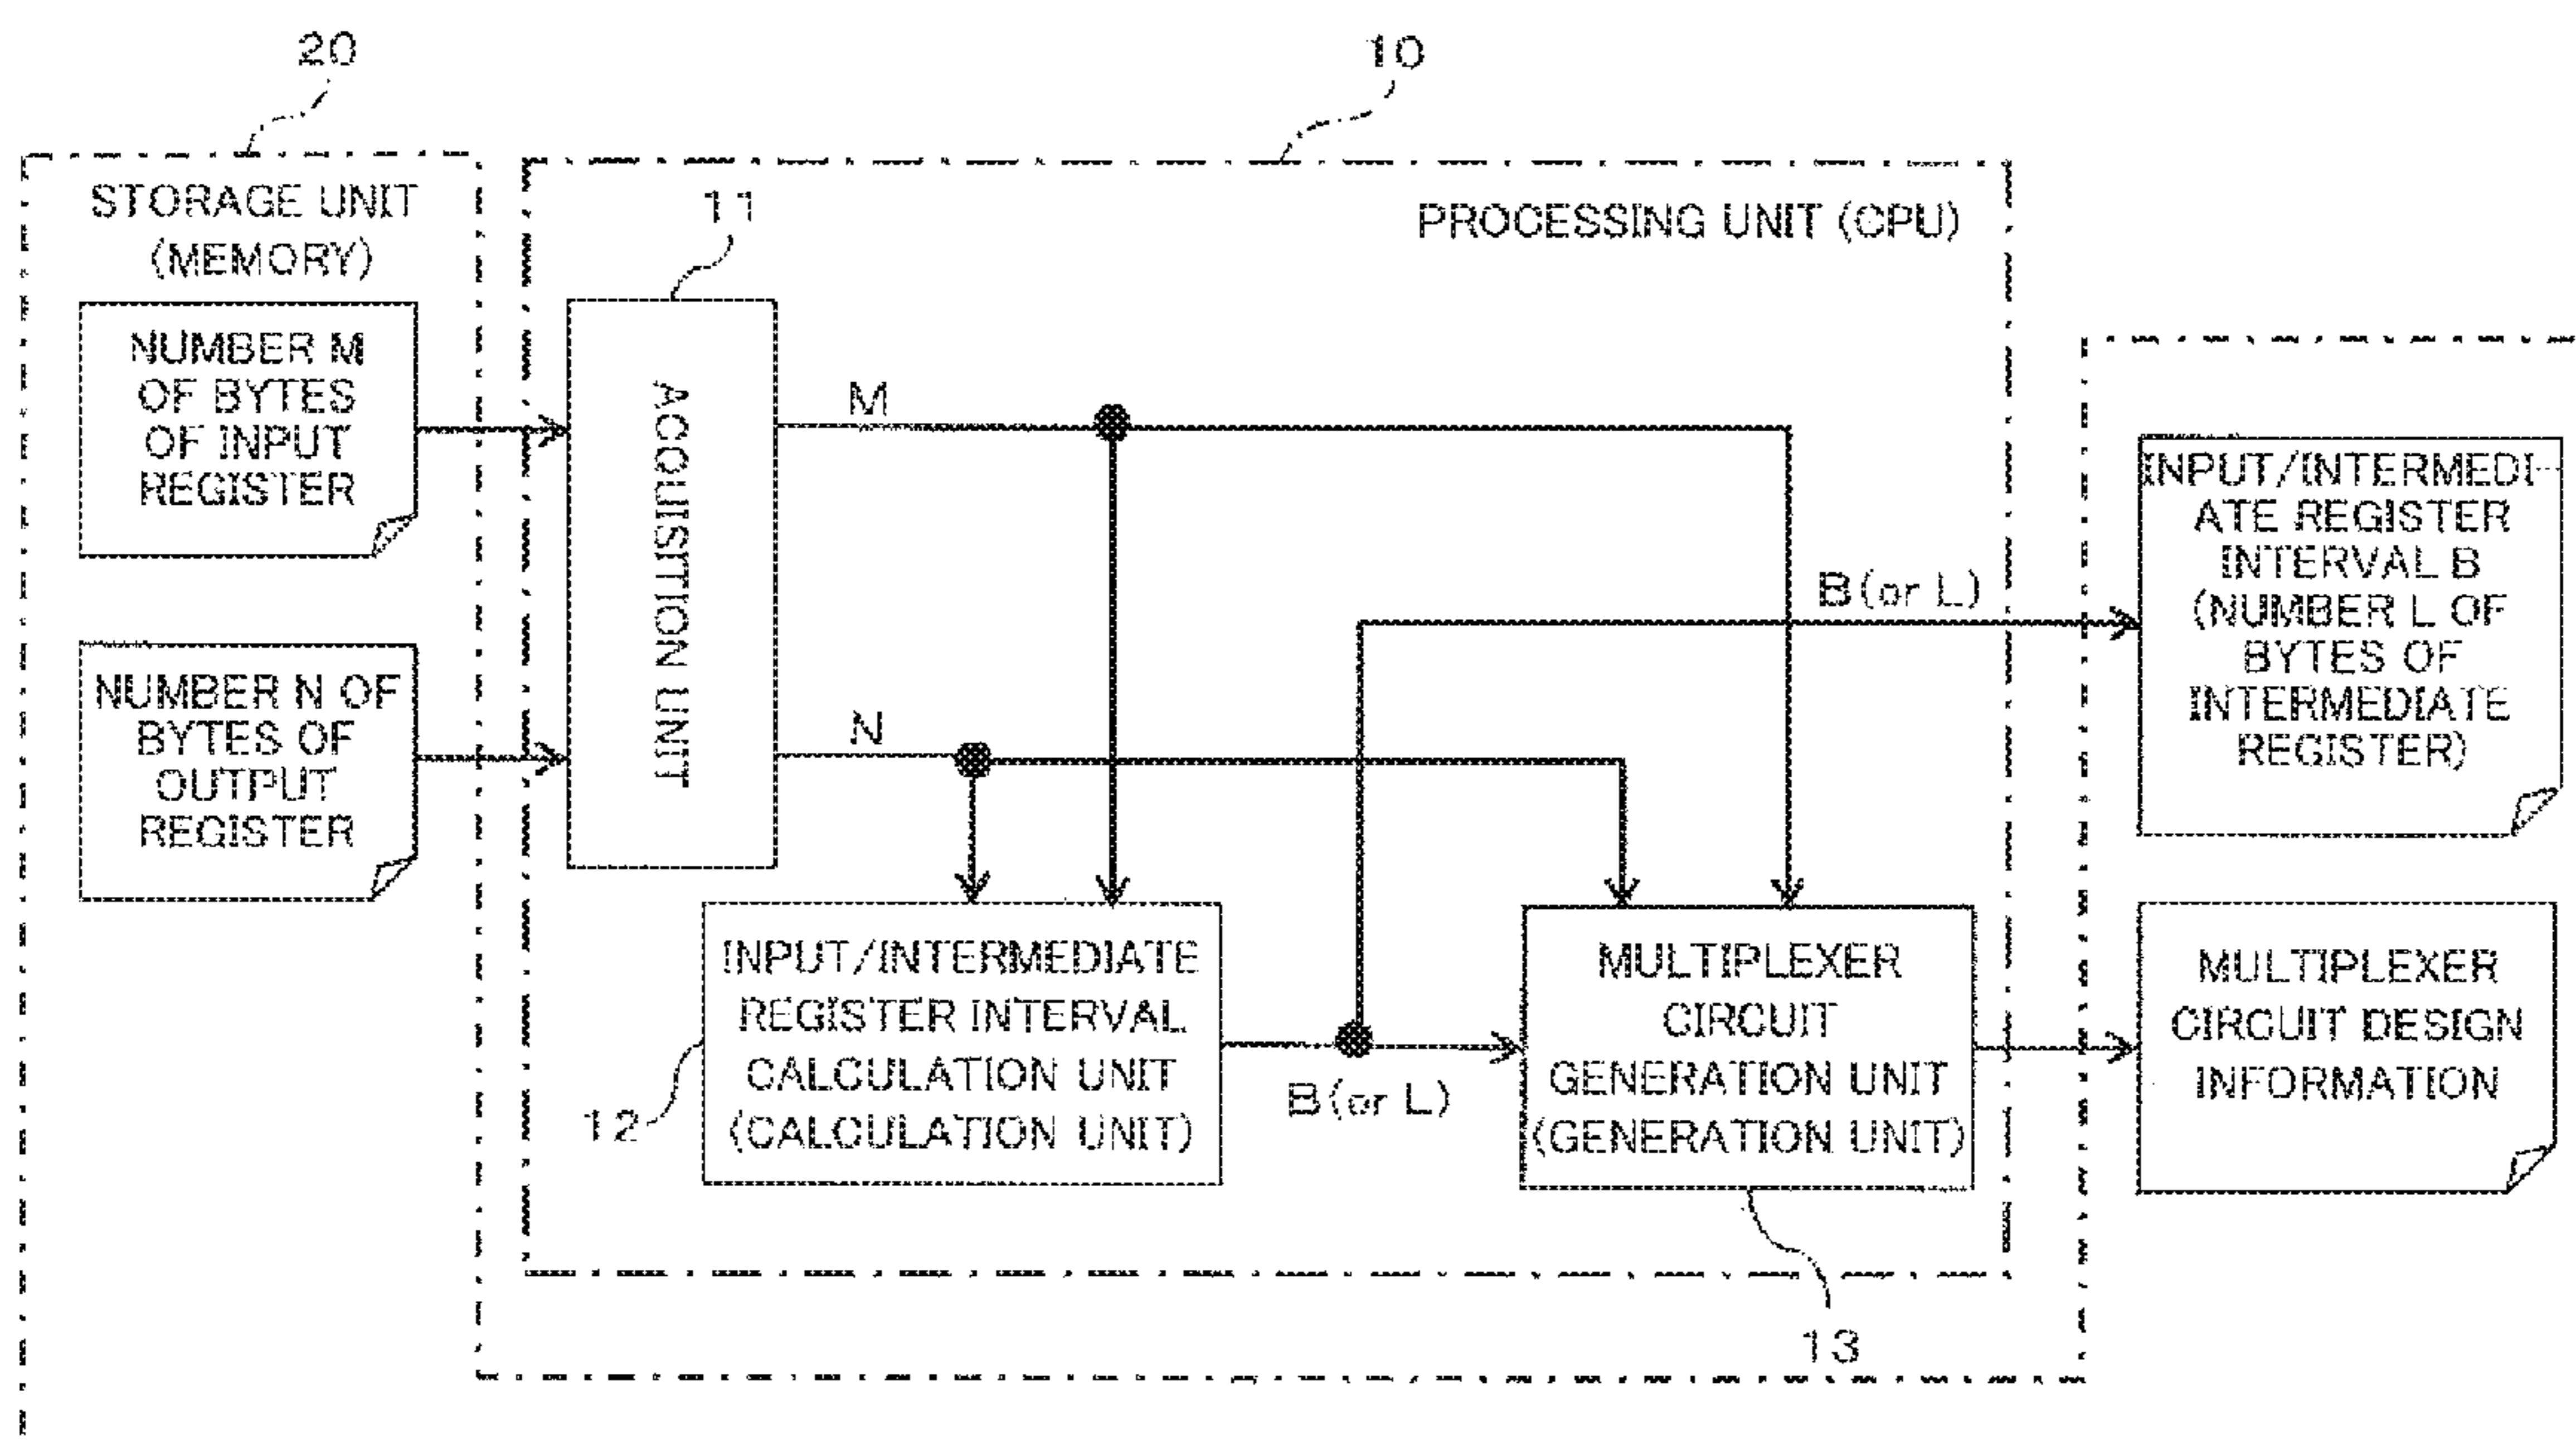 20
10
STORAGE UNIT
(MEMORY)
11
PROCESSING UNIT (CPU)
NUMBER M
OF BYTES
OF INPUT
REGISTER
ACQUISITION UNIT
M
INPUT/INTERMEDI-
ATE REGISTER
INTERVAL B
(NUMBER L OF
BYTES OF
INTERMEDIATE
REGISTER)
B(or L)
NUMBER N OF
BYTES OF
OUTPUT
REGISTER
N
INPUT/INTERMEDIATE
REGISTER INTERVAL
CALCULATION UNIT
(CALCULATION UNIT)
12
B(or L)
MULTIPLEXER
CIRCUIT
GENERATION UNIT
(GENERATION UNIT)
MULTIPLEXER
CIRCUIT DESIGN
INFORMATION
13